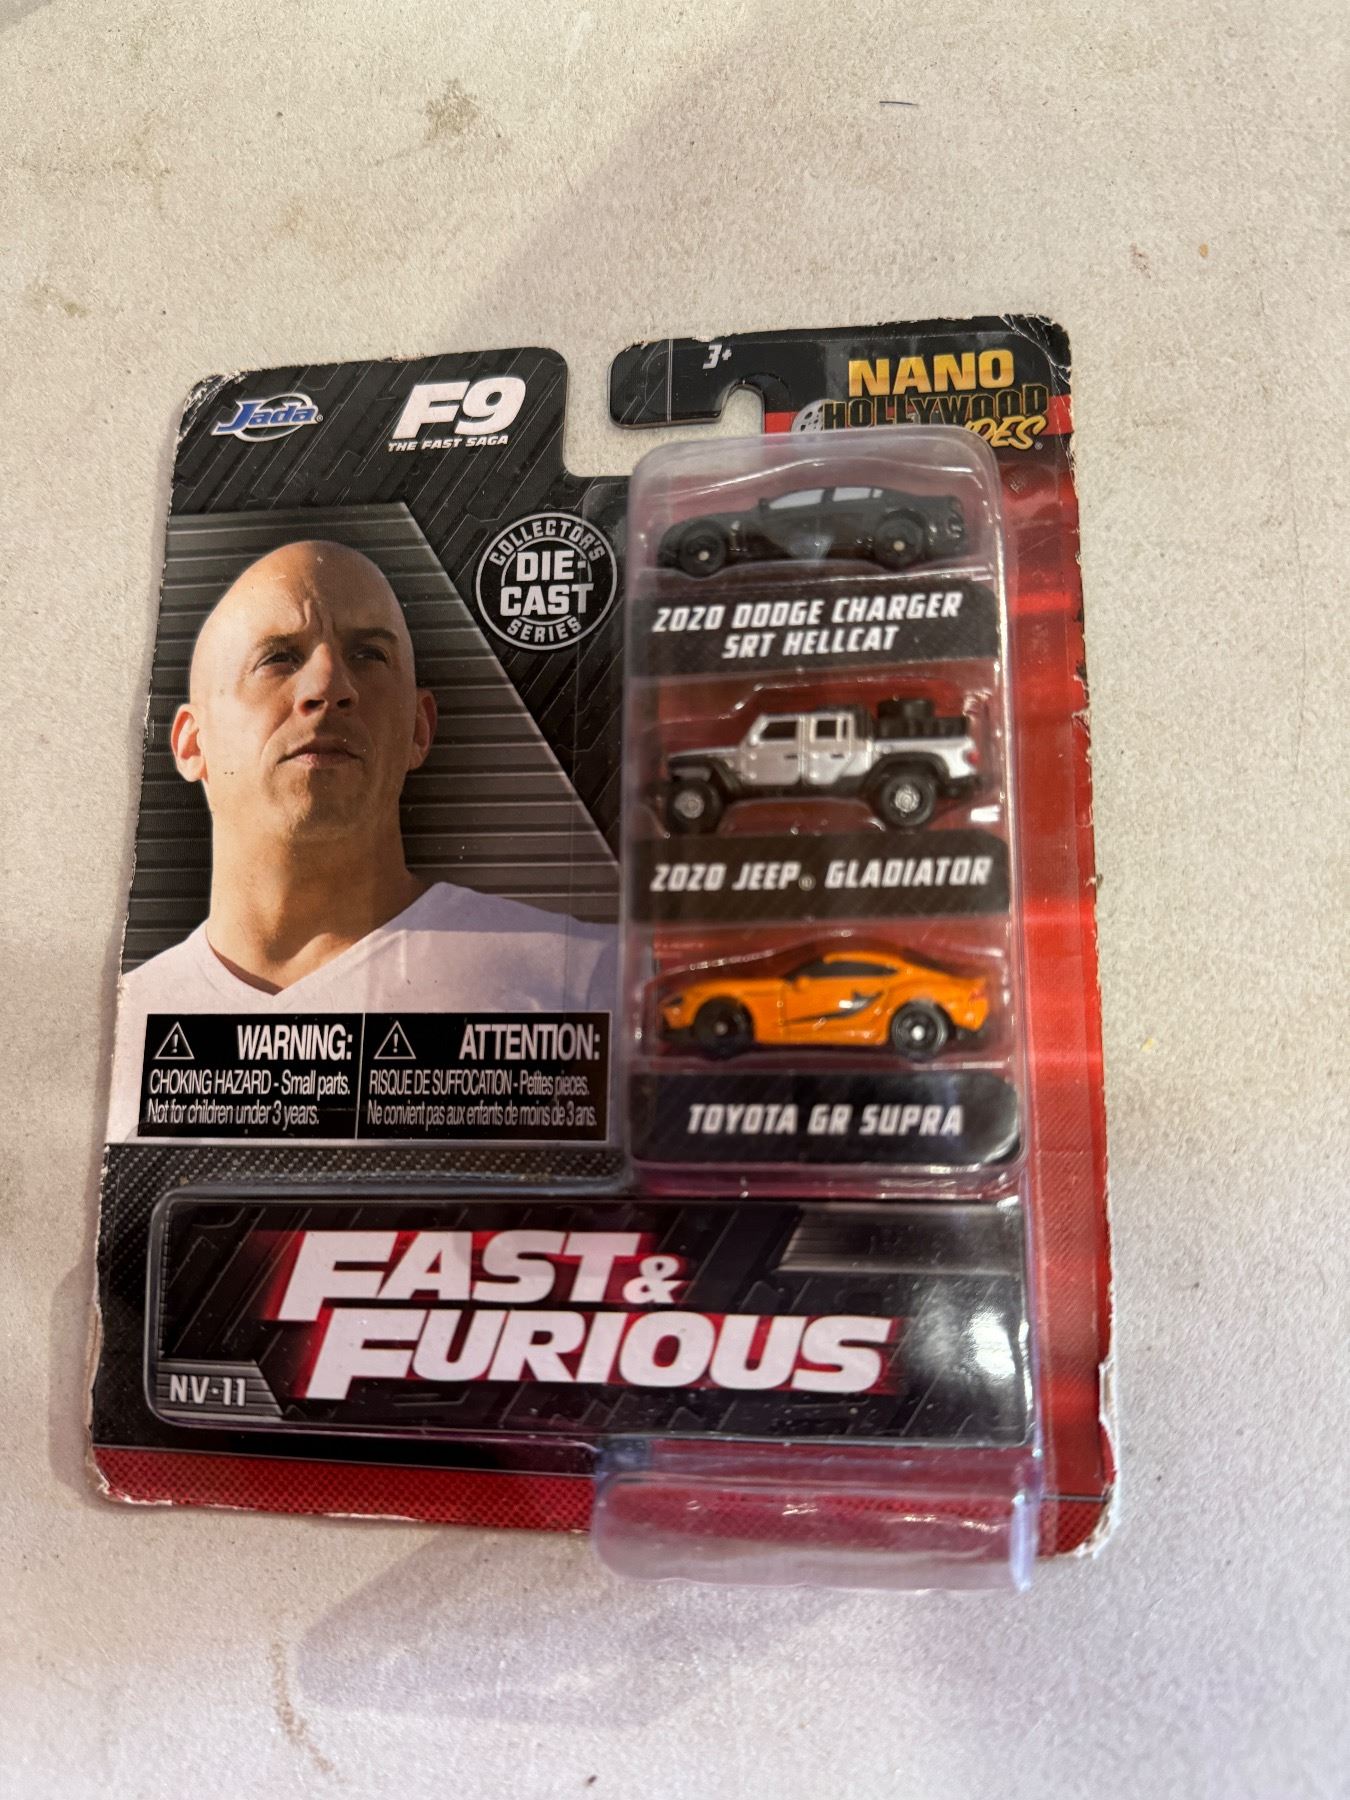 Jada®
F9
THE FAST SAGA
3+
NANO
HOLLYWOOD
COLLECTOR'S
DIE-
CAST
SERIES
2020 DODGE CHARGER
SRT HELLCAT
2020 JEEP® GLADIATOR
TOYOTA GR SUPRA
WARNING:
CHOKING HAZARD - Small parts.
Not for children under 3 years.
ATTENTION:
RISQUE DE SUFFOCATION - Petites pieces.
Ne convient pas aux enfants de moins de 3 ans.
FAST &
FURIOUS
NV-11